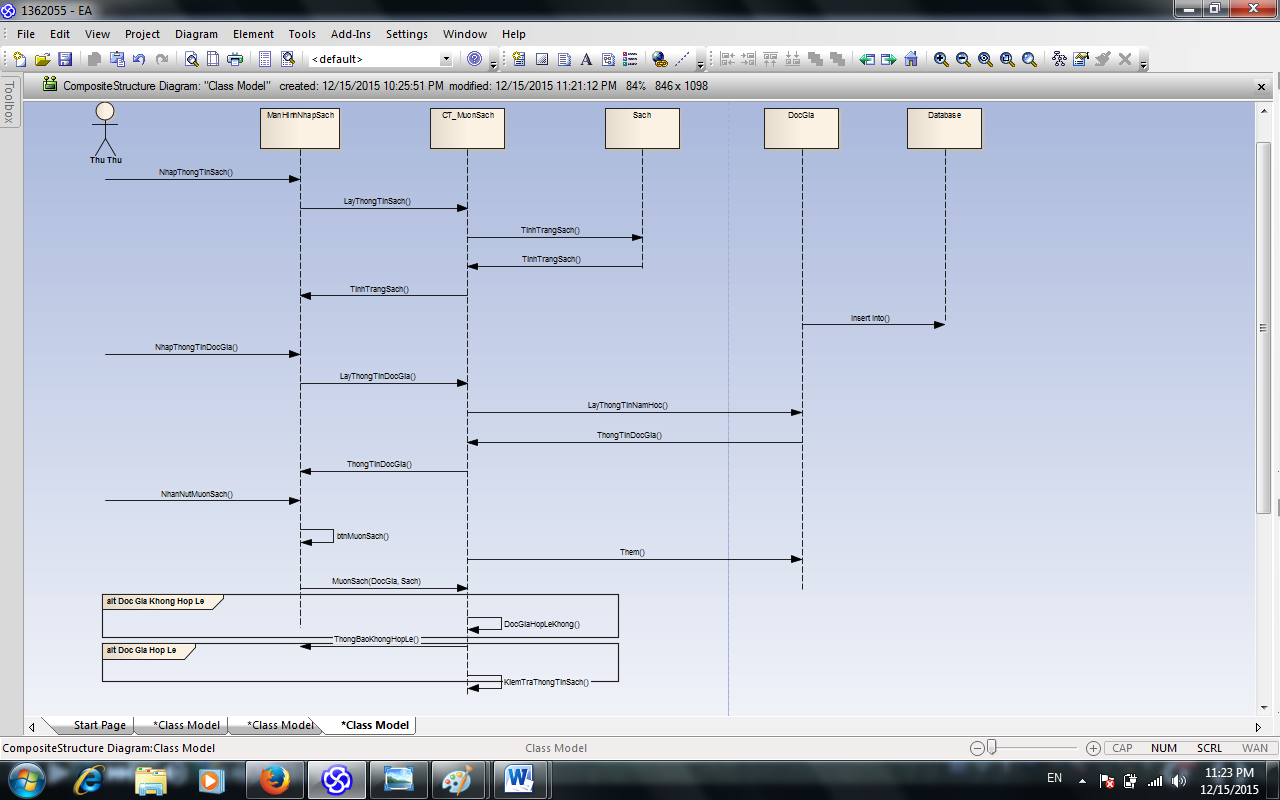 1362055 - EA
File Edit View Project Diagram Element Tools Add-Ins Settings Window Help
<default>
Toolbox
CompositeStructure Diagram: "Class Model" created: 12/15/2015 10:25:51 PM modified: 12/15/2015 11:21:12 PM 84% 846 x 1098
Thu Thu
ManHinhNhapSach
CT_MuonSach
Sach
DocGia
Database
NhapThongTinSach()
LayThongTinSach()
TinhTrangSach()
TinhTrangSach()
TinhTrangSach()
Insert into()
NhapThongTinDocGia()
LayThongTinDocGia()
LayThongTinNamHoc()
ThongTinDocGia()
ThongTinDocGia()
NhanNutMuonSach()
btnMuonSach()
Them()
MuonSach(DocGia, Sach)
alt Doc Gia Khong Hop Le
DocGiaHopLeKhong()
ThongBaoKhongHopLe()
alt Doc Gia Hop Le
KiemTraThongTinSach()
Start Page *Class Model *Class Model *Class Model
CompositeStructure Diagram:Class Model Class Model CAP NUM SCRL WAN
EN
11:23 PM
12/15/2015